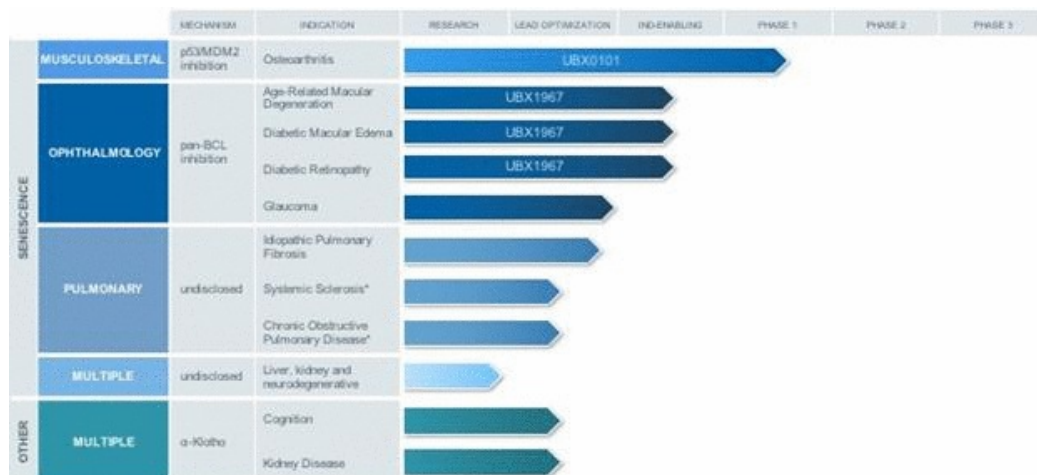 MECHANISM INDICATION RESEARCH LEAD OPTIMIZATION IND-ENABLING PHASE 1 PHASE 2 PHASE 3
SENESCENCE
MUSCULOSKELETAL
p53/MDM2
inhibition
Osteoarthritis
UBX0101
OPHTHALMOLOGY
pan-BCL
inhibition
Age-Related Macular
Degeneration
UBX1967
Diabetic Macular Edema
UBX1967
Diabetic Retinopathy
UBX1967
Glaucoma
PULMONARY
undisclosed
Idiopathic Pulmonary
Fibrosis
Systemic Sclerosis*
Chronic Obstructive
Pulmonary Disease*
MULTIPLE
undisclosed
Liver, kidney and
neurodegenerative
OTHER
MULTIPLE
α-Klotho
Cognition
Kidney Disease